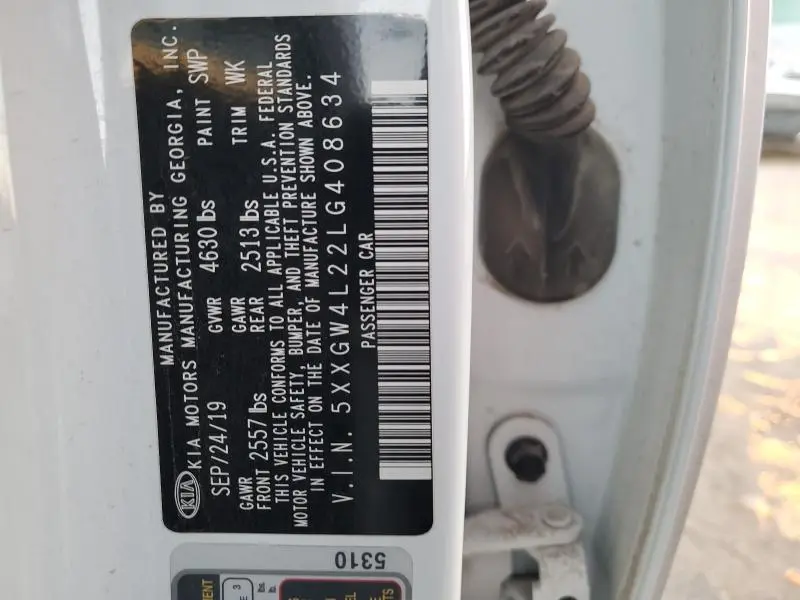 MANUFACTURED BY
KIA KIA MOTORS MANUFACTURING GEORGIA, INC.
SEP/24/19 GVWR 4630 lbs PAINT SWP
GAWR FRONT 2557 lbs GAWR REAR 2513 lbs TRIM WK
THIS VEHICLE CONFORMS TO ALL APPLICABLE U.S.A. FEDERAL
MOTOR VEHICLE SAFETY, BUMPER, AND THEFT PREVENTION STANDARDS
IN EFFECT ON THE DATE OF MANUFACTURE SHOWN ABOVE.
V.I.N. 5XXGW4L22LG408634
PASSENGER CAR
5310
3